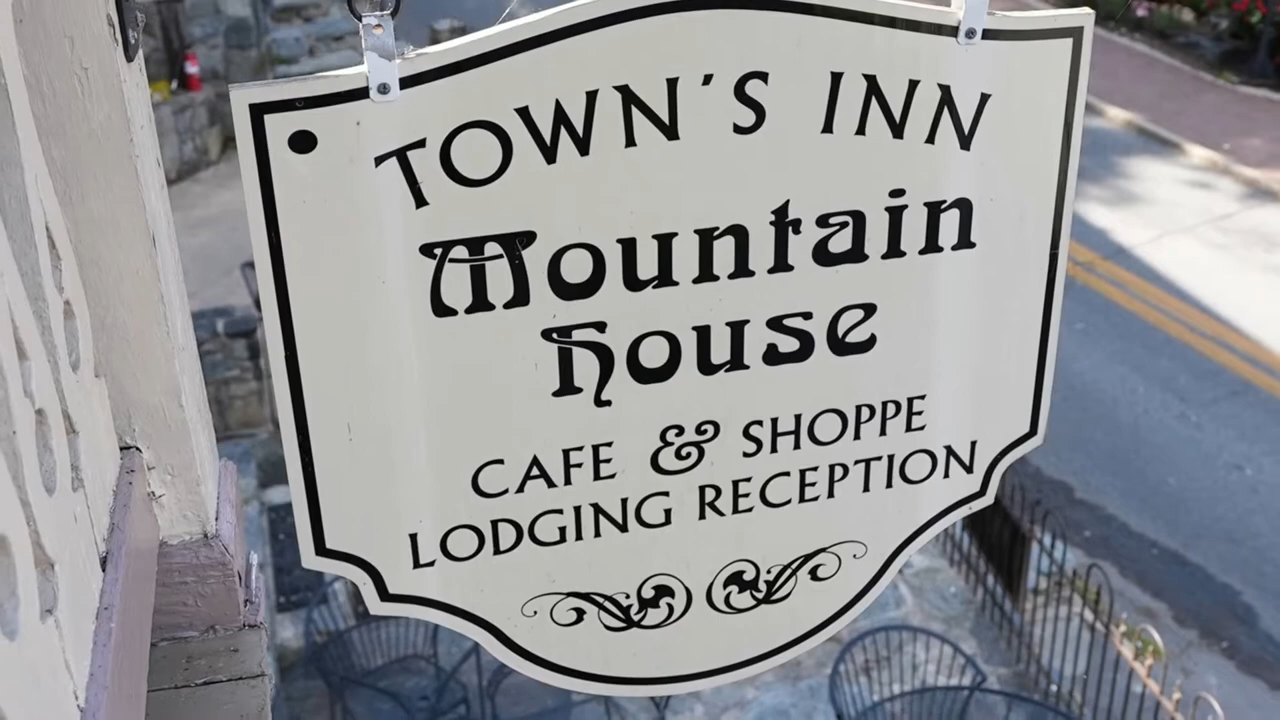 TOWN'S INN
Mountain
house
CAFE & SHOPPE
LODGING RECEPTION